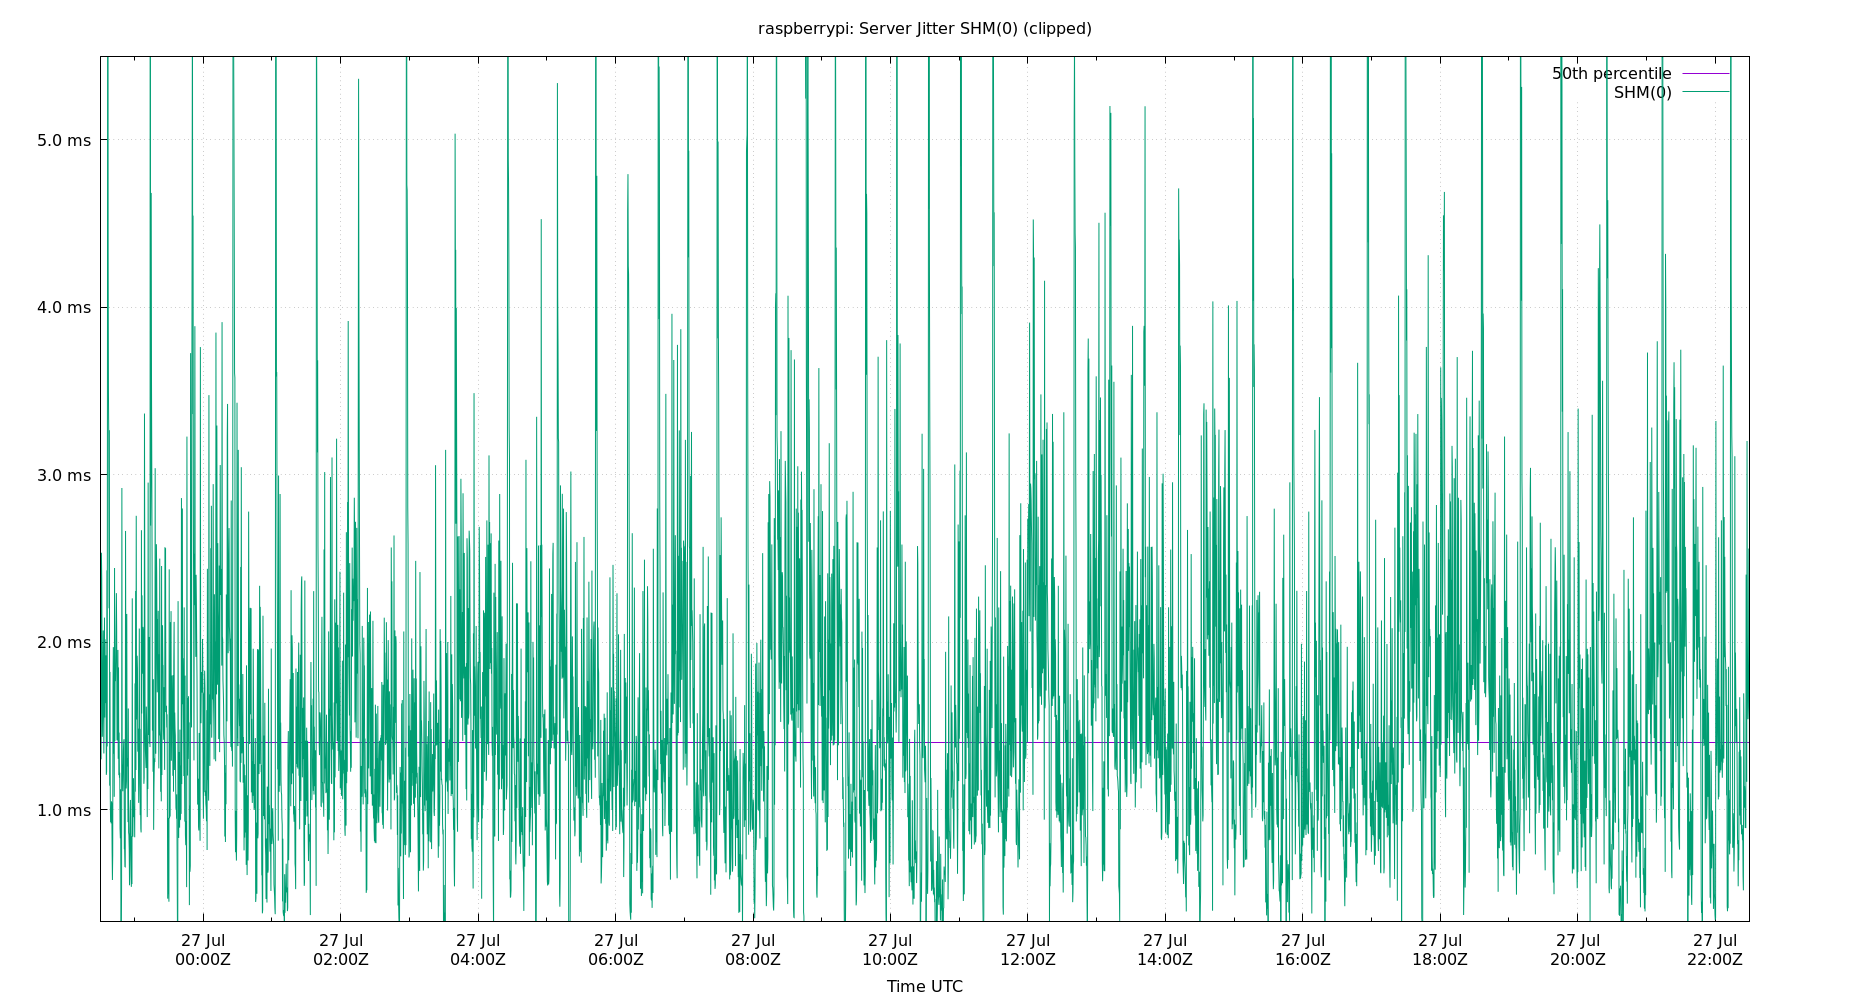 raspberrypi: Server Jitter SHM(0) (clipped)
50th percentile
SHM(0)
5.0 ms
4.0 ms
3.0 ms
2.0 ms
1.0 ms
27 Jul 27 Jul 27 Jul 27 Jul 27 Jul 27 Jul 27 Jul 27 Jul 27 Jul 27 Jul 27 Jul 27 Jul
00:00Z 02:00Z 04:00Z 06:00Z 08:00Z 10:00Z 12:00Z 14:00Z 16:00Z 18:00Z 20:00Z 22:00Z
Time UTC